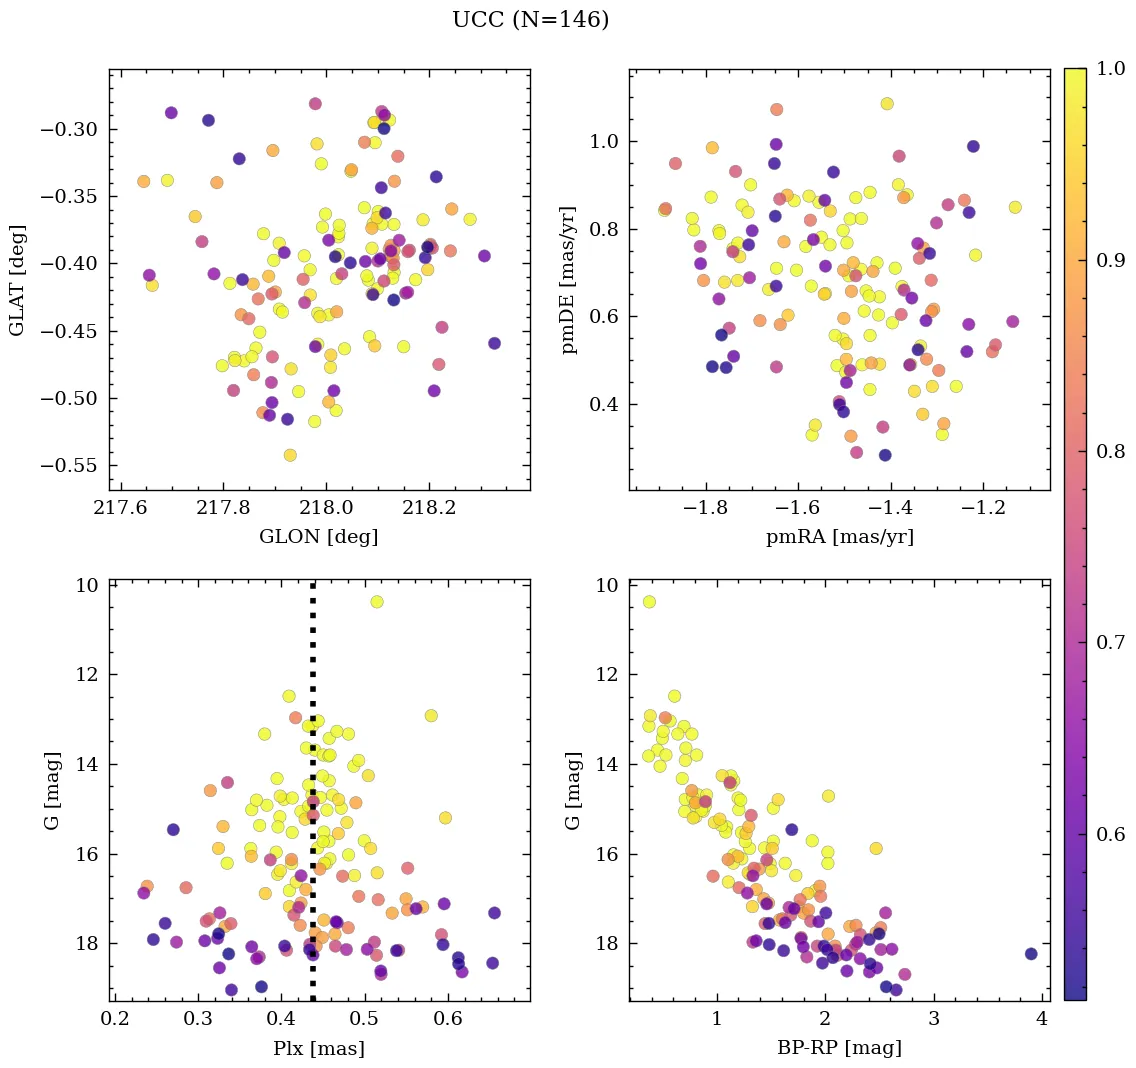 UCC (N=146)
−0.30
−0.35
−0.40
−0.45
−0.50
−0.55
GLAT [deg]
217.6 217.8 218.0 218.2
GLON [deg]
1.0
0.8
0.6
0.4
pmDE [mas/yr]
−1.8 −1.6 −1.4 −1.2
pmRA [mas/yr]
10
12
14
16
18
G [mag]
0.2 0.3 0.4 0.5 0.6
Plx [mas]
10
12
14
16
18
G [mag]
1 2 3 4
BP-RP [mag]
1.0
0.9
0.8
0.7
0.6